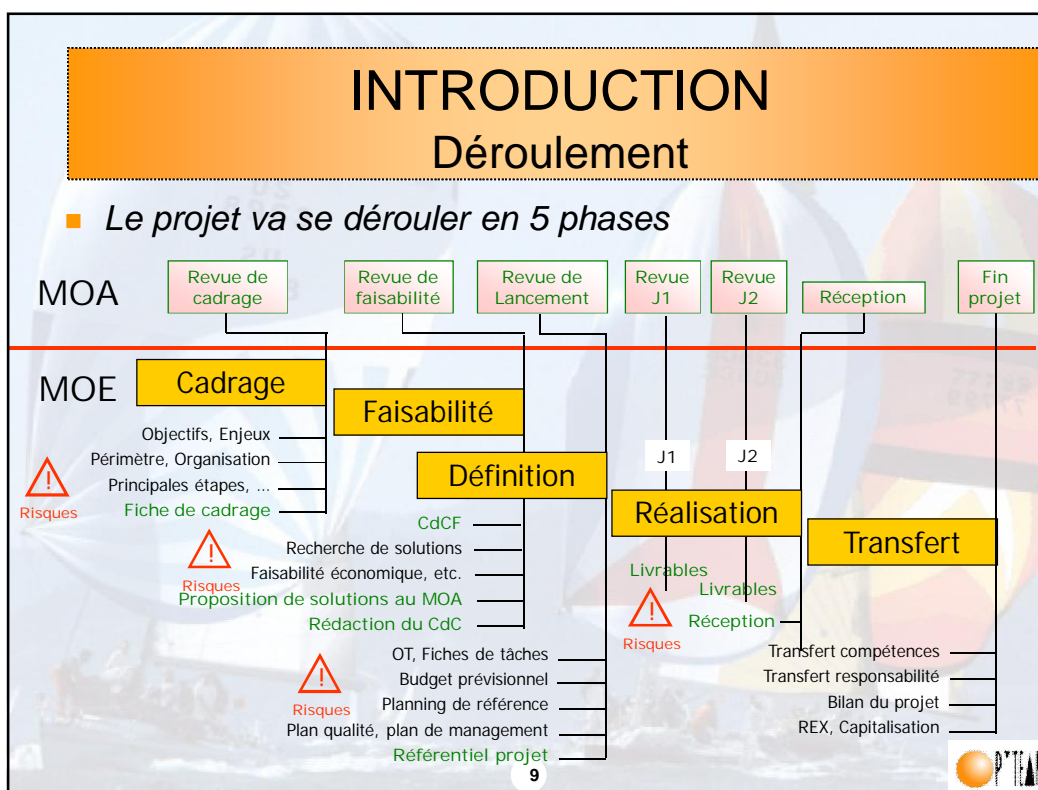 INTRODUCTION
Déroulement
Le projet va se dérouler en 5 phases
MOA
Revue de
cadrage
Revue de
faisabilité
Revue de
Lancement
Revue
J1
Revue
J2
Réception
Fin
projet
MOE
Cadrage
Objectifs, Enjeux
Périmètre, Organisation
Principales étapes, ...
Fiche de cadrage
Risques
Faisabilité
Définition
CdCF
Recherche de solutions
Faisabilité économique, etc.
Proposition de solutions au MOA
Rédaction du CdC
Risques
OT, Fiches de tâches
Budget prévisionnel
Planning de référence
Plan qualité, plan de management
Référentiel projet
Risques
J1
J2
Réalisation
Livrables
Livrables
Réception
Risques
Transfert
Transfert compétences
Transfert responsabilité
Bilan du projet
REX, Capitalisation
9